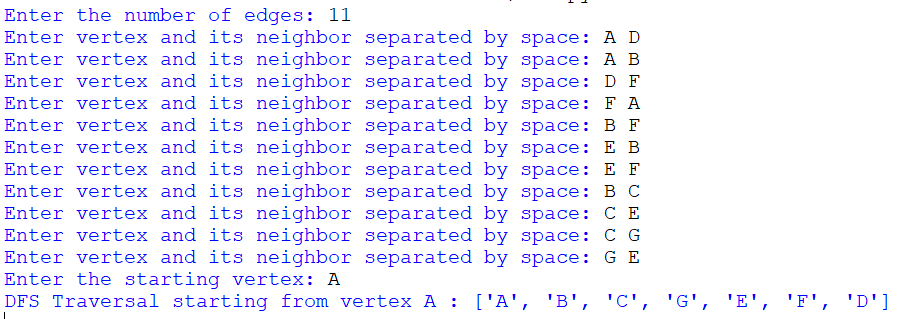 Enter the number of edges: 11
Enter vertex and its neighbor separated by space: A D
Enter vertex and its neighbor separated by space: A B
Enter vertex and its neighbor separated by space: D F
Enter vertex and its neighbor separated by space: F A
Enter vertex and its neighbor separated by space: B F
Enter vertex and its neighbor separated by space: E B
Enter vertex and its neighbor separated by space: E F
Enter vertex and its neighbor separated by space: B C
Enter vertex and its neighbor separated by space: C E
Enter vertex and its neighbor separated by space: C G
Enter vertex and its neighbor separated by space: G E
Enter the starting vertex: A
DFS Traversal starting from vertex A : ['A', 'B', 'C', 'G', 'E', 'F', 'D']